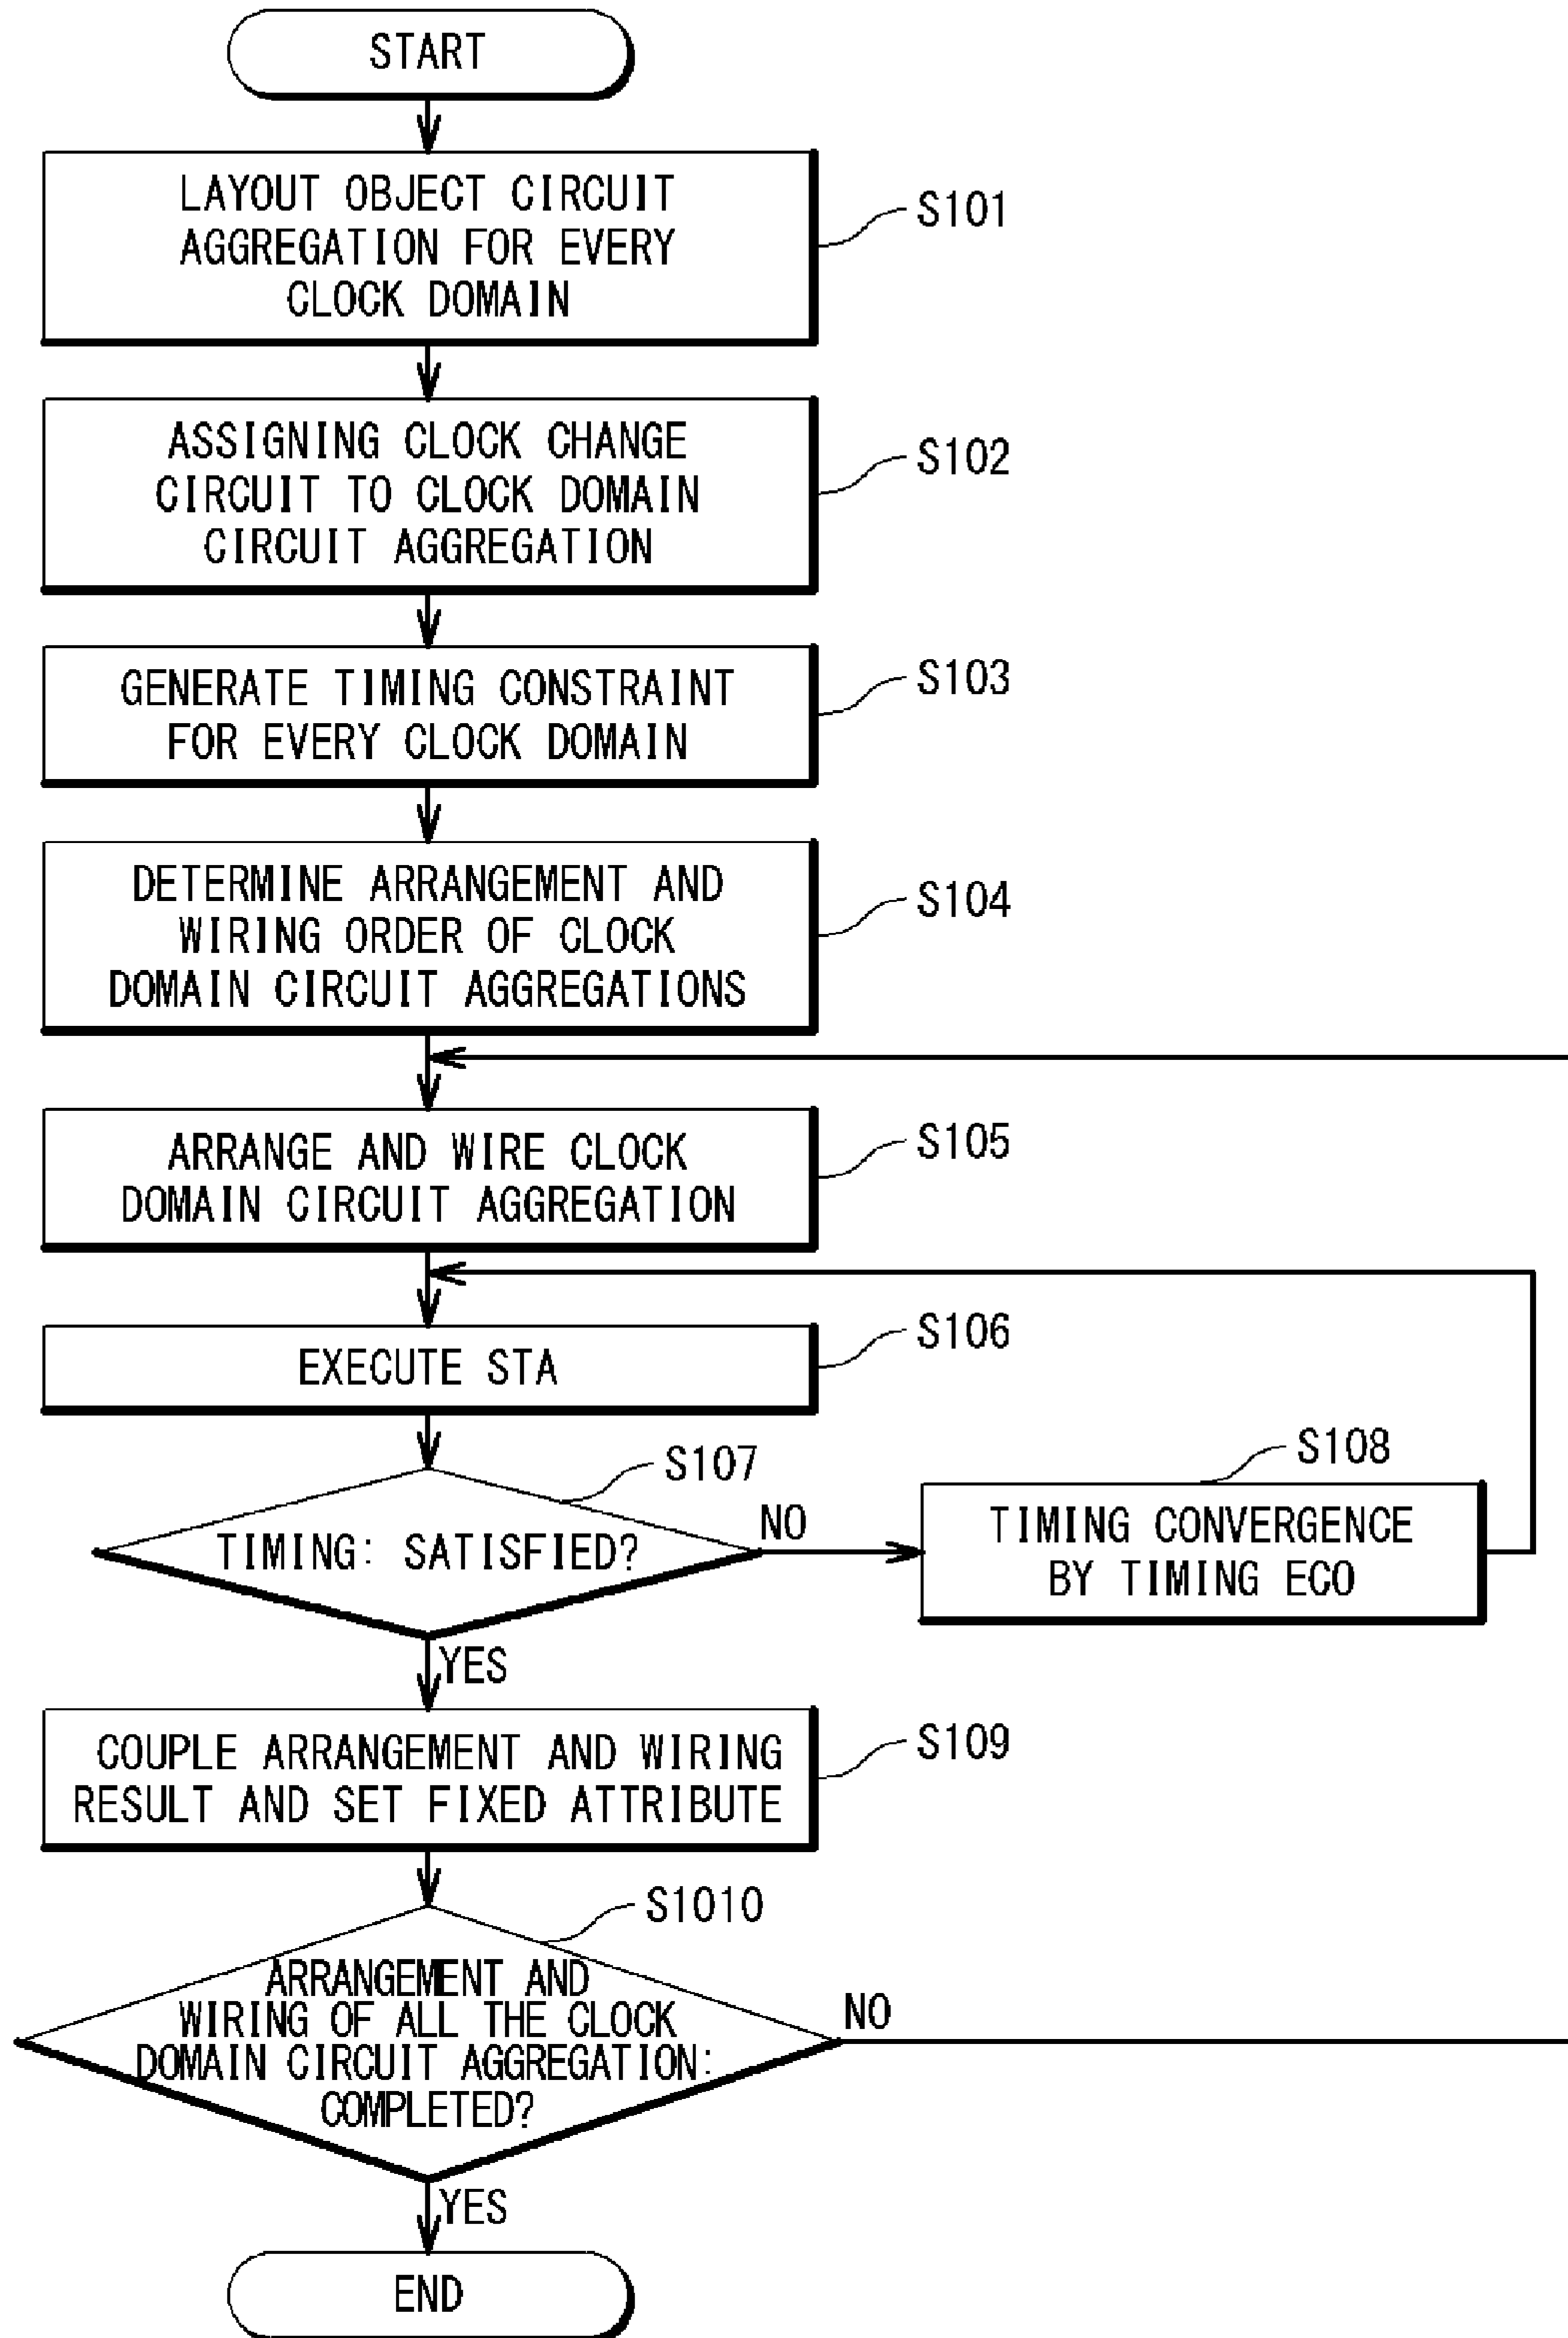 START
LAYOUT OBJECT CIRCUIT
AGGREGATION FOR EVERY
CLOCK DOMAIN
S101
ASSIGNING CLOCK CHANGE
CIRCUIT TO CLOCK DOMAIN
CIRCUIT AGGREGATION
S102
GENERATE TIMING CONSTRAINT
FOR EVERY CLOCK DOMAIN
S103
DETERMINE ARRANGEMENT AND
WIRING ORDER OF CLOCK
DOMAIN CIRCUIT AGGREGATIONS
S104
ARRANGE AND WIRE CLOCK
DOMAIN CIRCUIT AGGREGATION
S105
EXECUTE STA
S106
TIMING: SATISFIED?
S107
NO
TIMING CONVERGENCE
BY TIMING ECO
S108
YES
COUPLE ARRANGEMENT AND WIRING
RESULT AND SET FIXED ATTRIBUTE
S109
ARRANGEMENT AND
WIRING OF ALL THE CLOCK
DOMAIN CIRCUIT AGGREGATION:
COMPLETED?
S1010
NO
YES
END